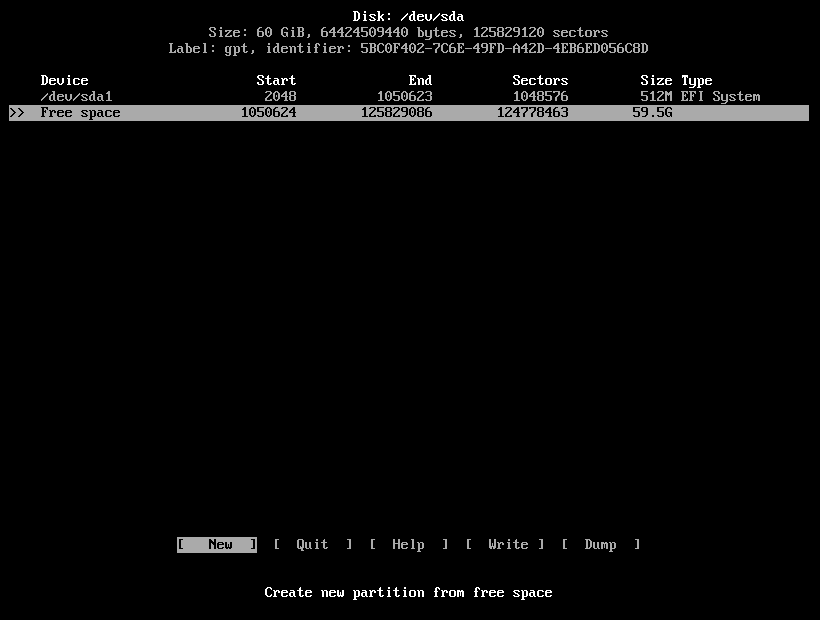 Disk: /dev/sda
Size: 60 GiB, 64424509440 bytes, 125829120 sectors
Label: gpt, identifier: 5BC0F402-7C6E-49FD-A42D-4EB6ED056C8D
Device Start End Sectors Size Type
/dev/sda1 2048 1050623 1048576 512M EFI System
>> Free space 1050624 125829086 124778463 59.5G
[ New ] [ Quit ] [ Help ] [ Write ] [ Dump ]
Create new partition from free space